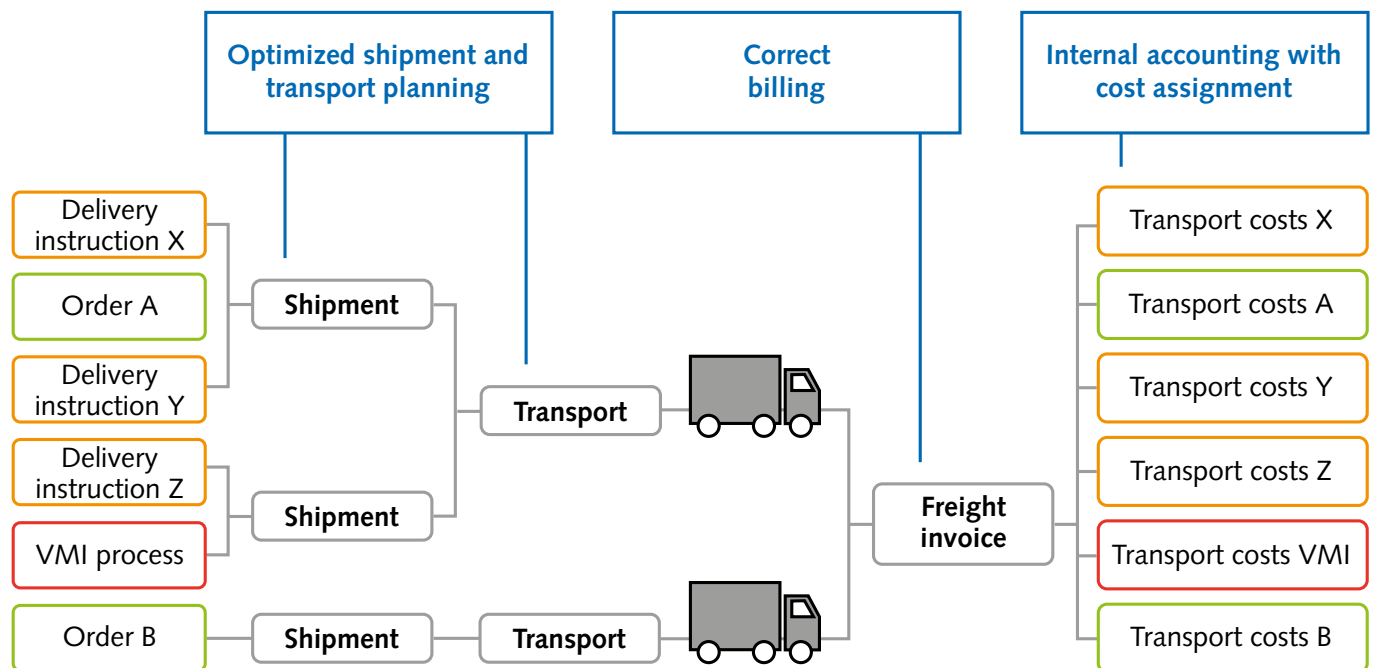 Optimized shipment and
transport planning
Correct
billing
Internal accounting with
cost assignment
Delivery
instruction X
Order A
Delivery
instruction Y
Delivery
instruction Z
VMI process
Order B
Shipment
Shipment
Shipment
Transport
Transport
Freight
invoice
Transport costs X
Transport costs A
Transport costs Y
Transport costs Z
Transport costs VMI
Transport costs B